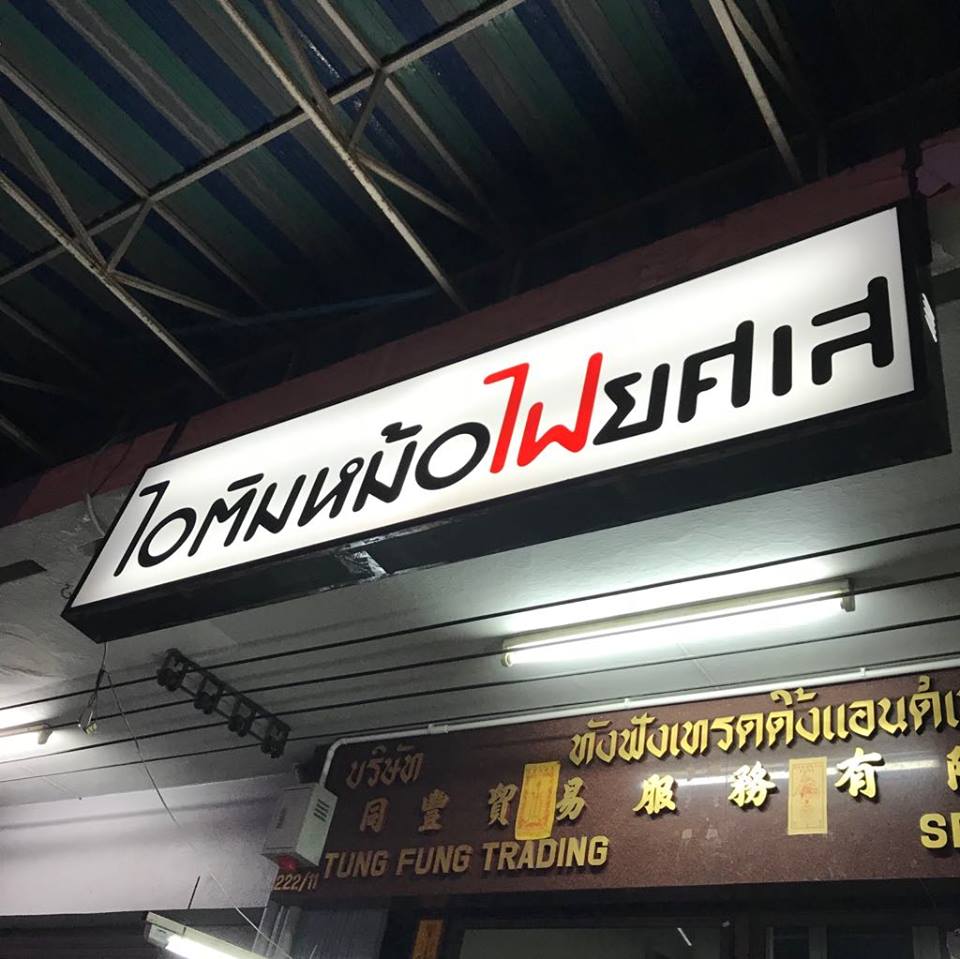 ไอติมหม้อไฟยศเส
บริษัท ทังฟังเทรดดิ้งแอนด์
同豐貿易服務有
TUNG FUNG TRADING
222/11